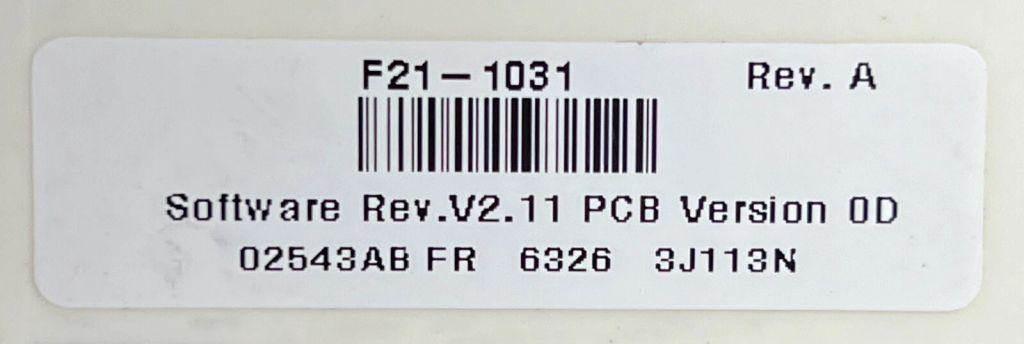 F21-1031 Rev. A
Software Rev.V2.11 PCB Version 0D
02543AB FR 6326 3J113N